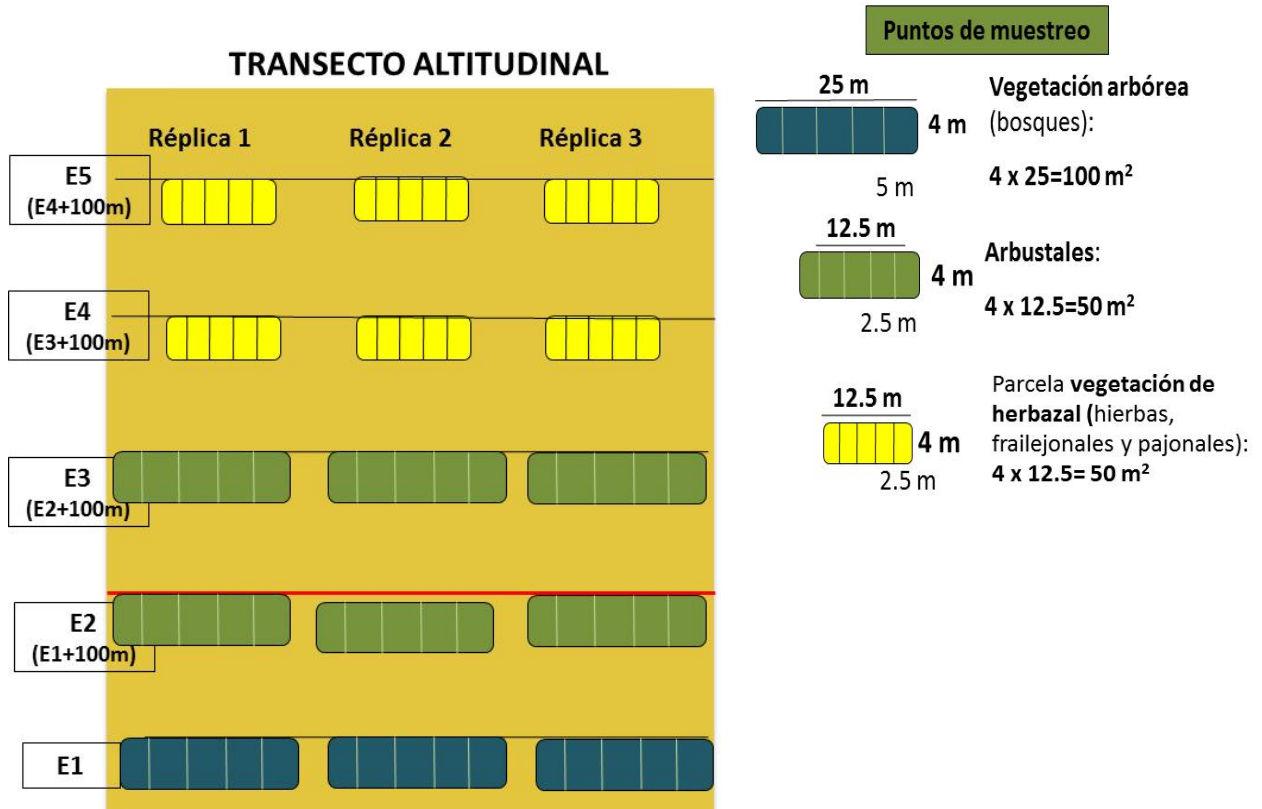 TRANSECTO ALTITUDINAL
Réplica 1
Réplica 2
Réplica 3
E5
(E4+100m)
E4
(E3+100m)
E3
(E2+100m)
E2
(E1+100m)
E1
Puntos de muestreo
25 m
4 m
5 m
Vegetación arbórea
(bosques):
4 x 25=100 m²
12.5 m
4 m
2.5 m
Arbustales:
4 x 12.5=50 m²
12.5 m
4 m
2.5 m
Parcela vegetación de
herbazal (hierbas,
frailejonales y pajonales):
4 x 12.5= 50 m²